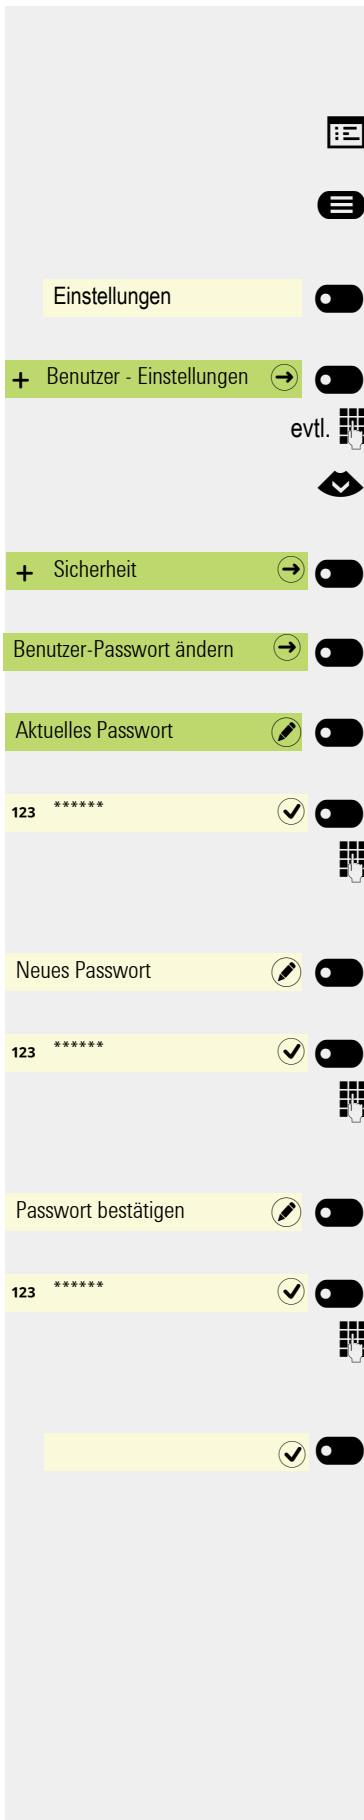 Einstellungen
+ Benutzer - Einstellungen
evtl.
+ Sicherheit
Benutzer-Passwort ändern
Aktuelles Passwort
123 ******
Neues Passwort
123 ******
Passwort bestätigen
123 ******